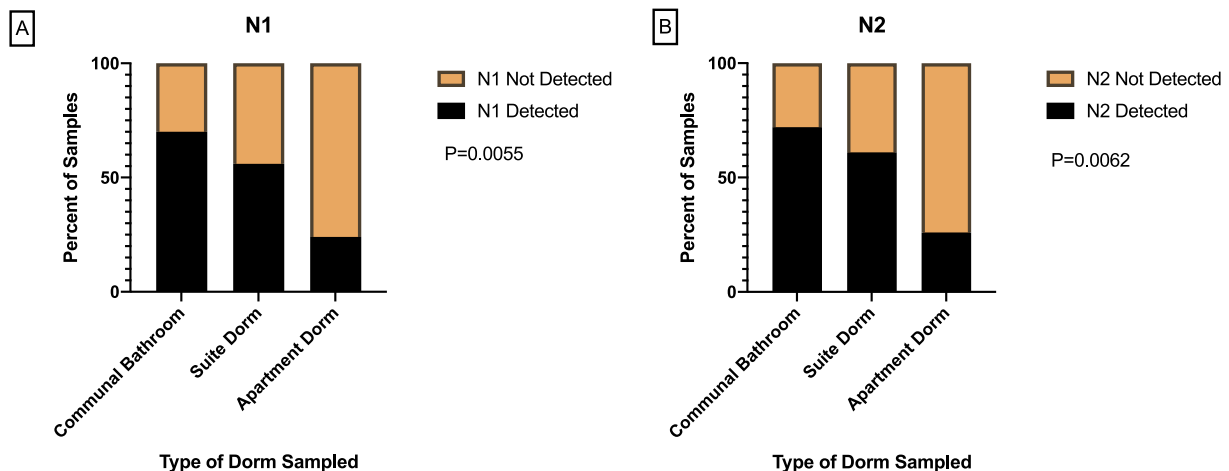 A
N1
100
50
0
Percent of Samples
Communal Bathroom
Suite Dorm
Apartment Dorm
Type of Dorm Sampled
N1 Not Detected
N1 Detected
P=0.0055
B
N2
100
50
0
Percent of Samples
Communal Bathroom
Suite Dorm
Apartment Dorm
Type of Dorm Sampled
N2 Not Detected
N2 Detected
P=0.0062